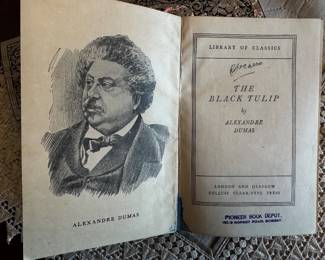 ALEXANDRE DUMAS
LIBRARY OF CLASSICS
THE
BLACK TULIP
by
ALEXANDRE
DUMAS
LONDON AND GLASGOW
COLLINS CLEAR-TYPE PRESS
PIONEER BOOK DEPOT.
BOMBAY.